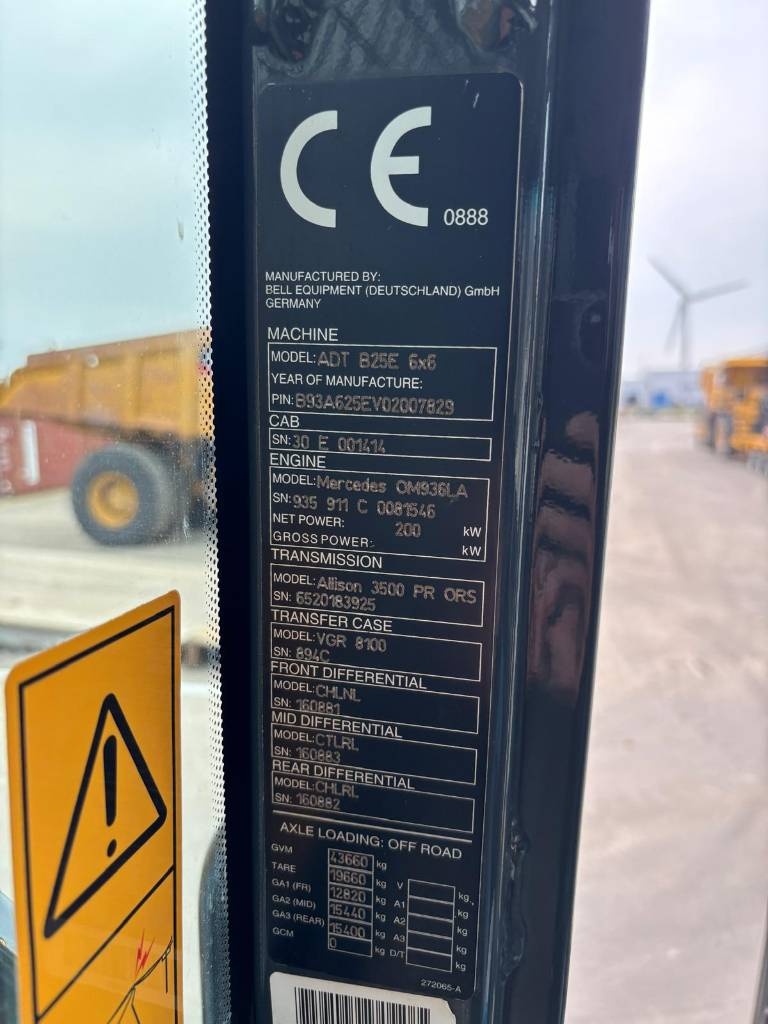 CE 0888
MANUFACTURED BY:
BELL EQUIPMENT (DEUTSCHLAND) GmbH
GERMANY
MACHINE
MODEL: ADT B25E 6x6
YEAR OF MANUFACTURE:
PIN: B93A625EV02007829
CAB
SN: 30 E 001414
ENGINE
MODEL: Mercedes OM936LA
SN: 935 911 C 0081546
NET POWER: 200 kW
GROSS POWER: kW
TRANSMISSION
MODEL: Allison 3500 PR ORS
SN: 6520183925
TRANSFER CASE
MODEL: VGR 8100
SN: 894C
FRONT DIFFERENTIAL
MODEL: CHLNL
SN: 160881
MID DIFFERENTIAL
MODEL: CTLRL
SN: 160883
REAR DIFFERENTIAL
MODEL: CHLRL
SN: 160882
AXLE LOADING: OFF ROAD
GVM 43660 kg
TARE 19660 kg V kg
GA1 (FR) 12820 kg A1 kg
GA2 (MID) 15440 kg A2 kg
GA3 (REAR) 15400 kg A3 kg
GCM 0 kg D/T kg
272065-A